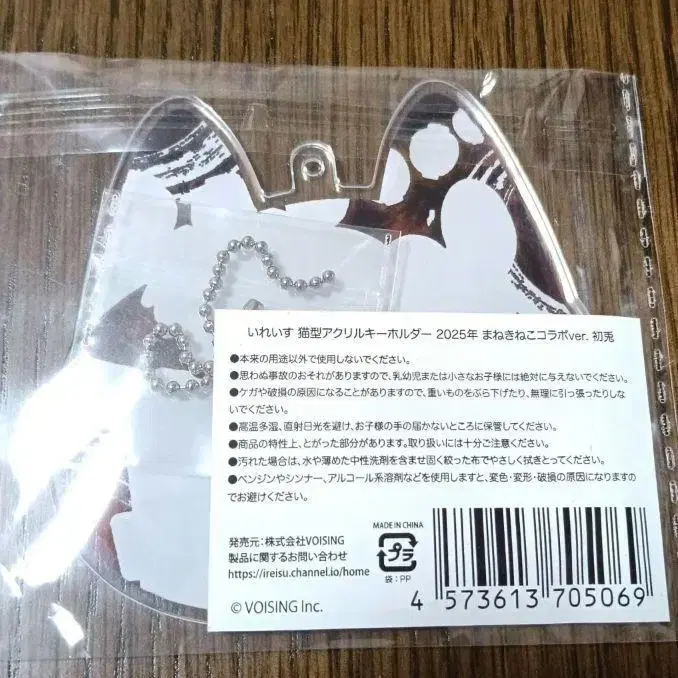 いれいす 猫型アクリルキーホルダー 2025年 まねきねこコラボver. 初兎
●本来の用途以外で使用しないでください。
●思わぬ事故のおそれがありますので、乳幼児または小さなお子様には絶対に与えないでください。
●ケガや破損の原因になることがありますので、重いものをぶら下げたり、無理に引っ張ったりしな
いでください。
●高温多湿、直射日光を避け、お子様の手の届かないところに保管してください。
●商品の特性上、とがった部分があります。取り扱いには十分ご注意ください。
●汚れた場合は、水や薄めた中性洗剤を含ませ固く絞った布でやさしく拭きとってください。
●ベンジンやシンナー、アルコール系溶剤などを使用しますと、変色・変形・破損の原因になりますの
でお避けください。
発売元:株式会社VOISING
製品に関するお問い合わせ
https://ireisu.channel.io/home
© VOISING Inc.
MADE IN CHINA
プラ
袋:PP
4 573613 705069